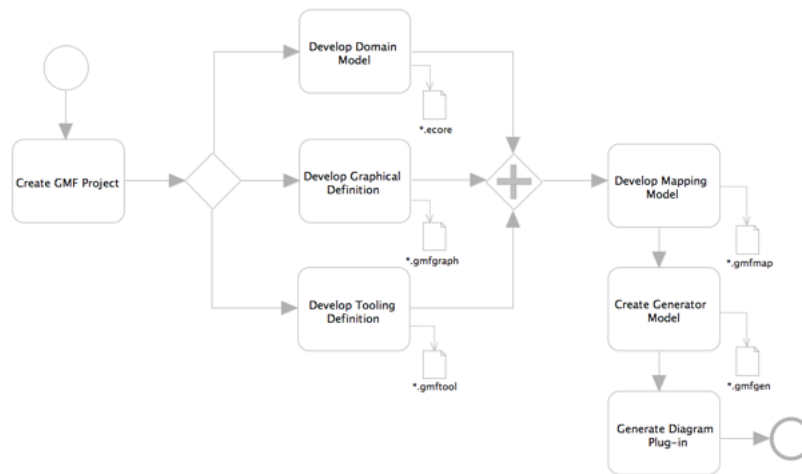 Develop Domain
Model
*.ecore
Create GMF Project
Develop Graphical
Definition
*.gmfgraph
Develop Mapping
Model
*.gmfmap
Develop Tooling
Definition
*.gmftool
Create Generator
Model
*.gmfgen
Generate Diagram
Plug-in